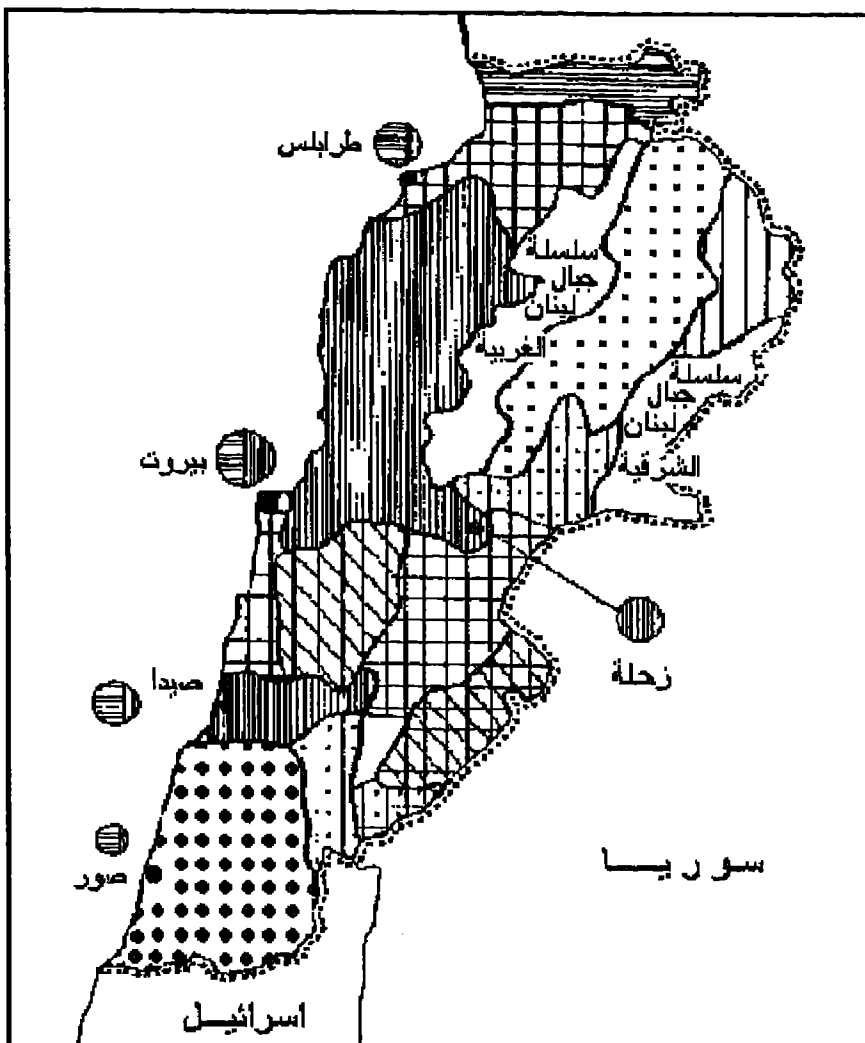 طرابلس
سلسلة
جبال
لبنان
الغربية
سلسلة
جبال
لبنان
الشرقية
بيروت
زحلة
صيدا
صور
سوريا
اسرائيل